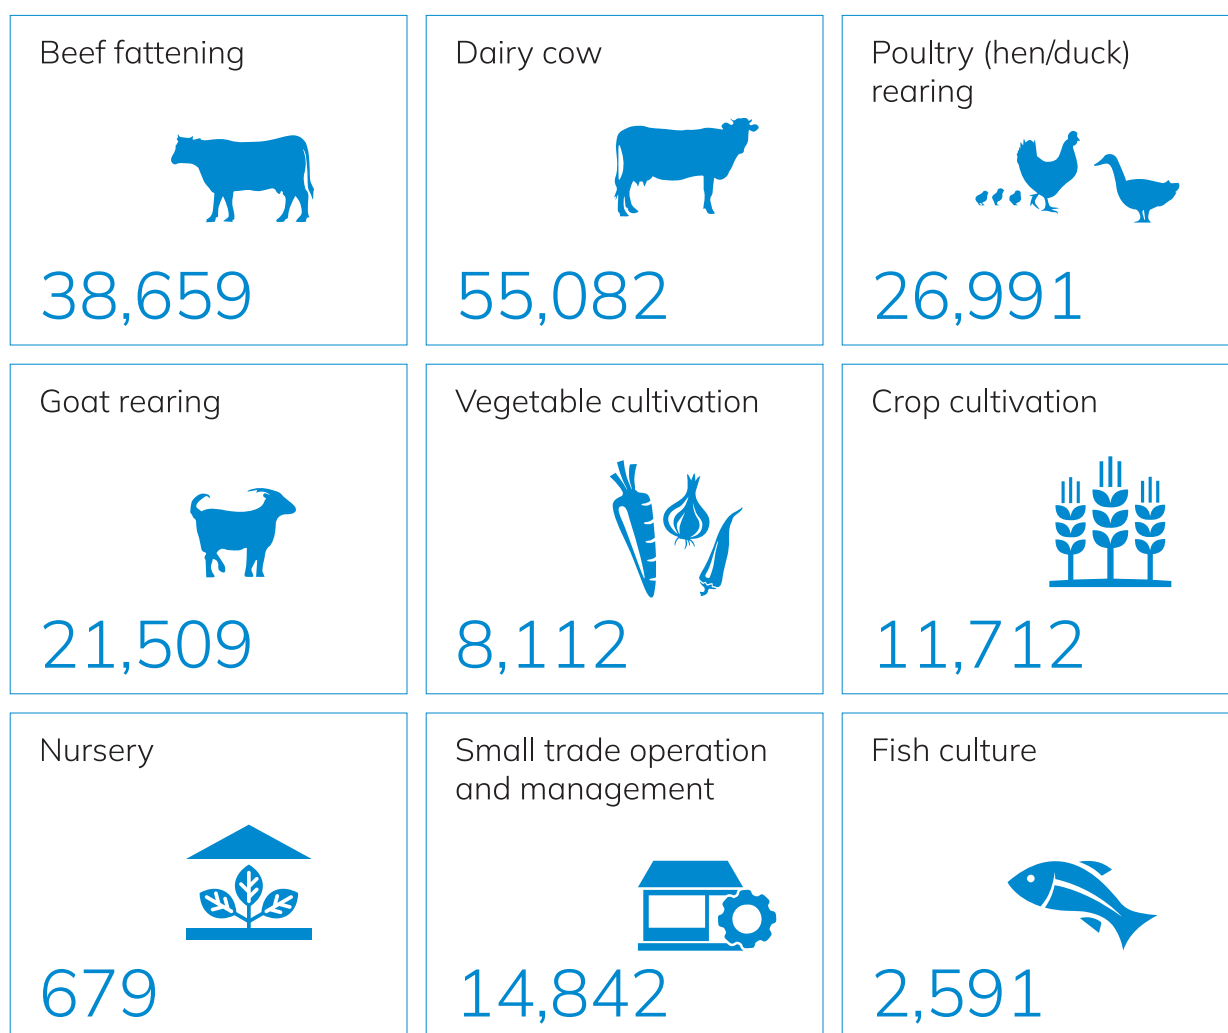 Beef fattening
38,659
Dairy cow
55,082
Poultry (hen/duck)
rearing
26,991
Goat rearing
21,509
Vegetable cultivation
8,112
Crop cultivation
11,712
Nursery
679
Small trade operation
and management
14,842
Fish culture
2,591